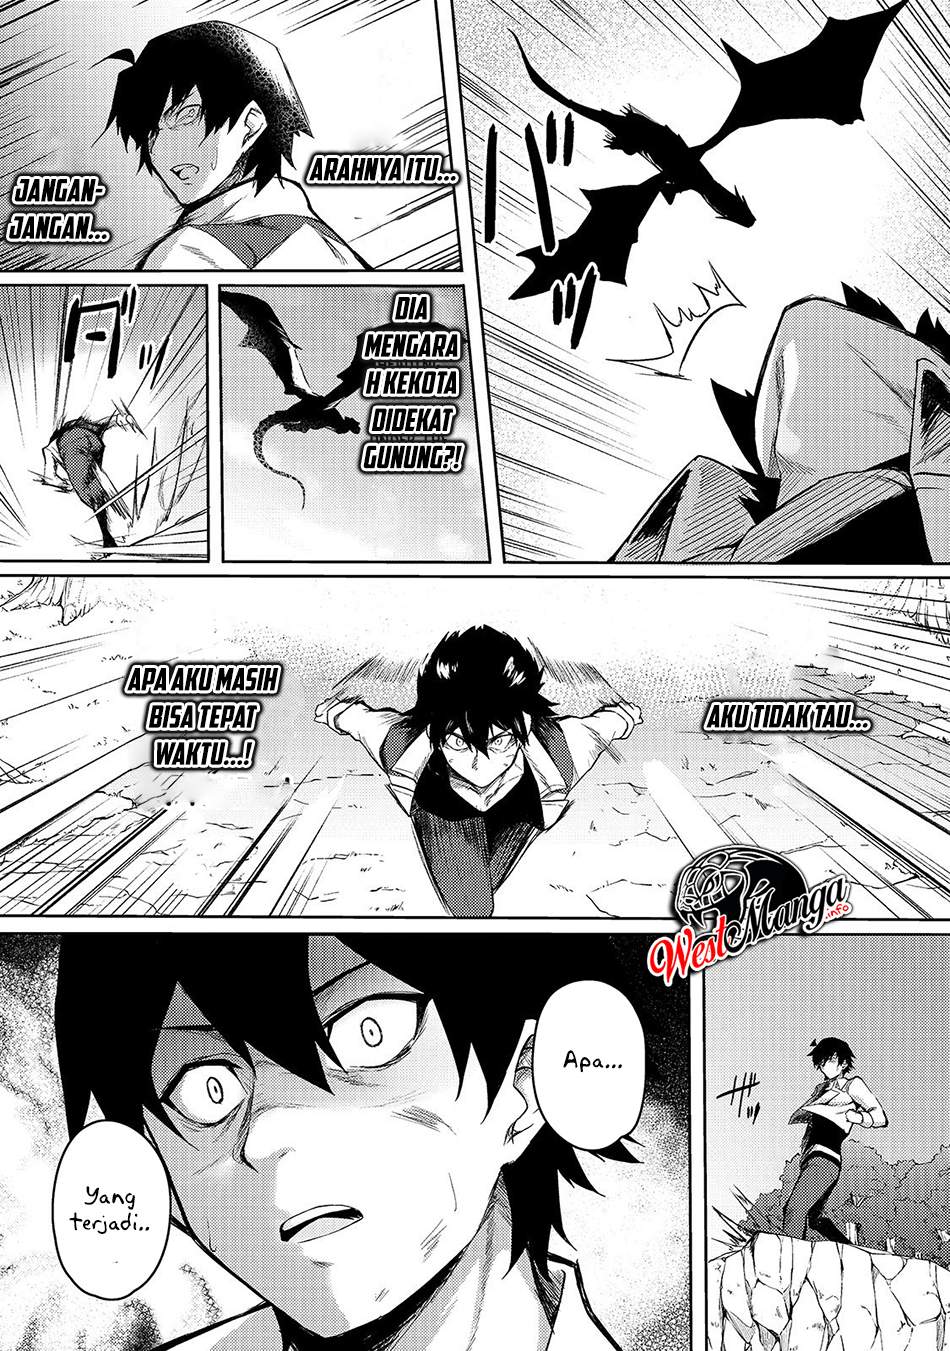 ARAHNYA ITU...
JANGAN-
JANGAN...
DIA
MENGARA
H KEKOTA
DIDEKAT
GUNUNG?!
AKU TIDAK TAU...
APA AKU MASIH
BISA TEPAT
WAKTU...!
WestManga
.info
Apa...
Yang
terjadi..